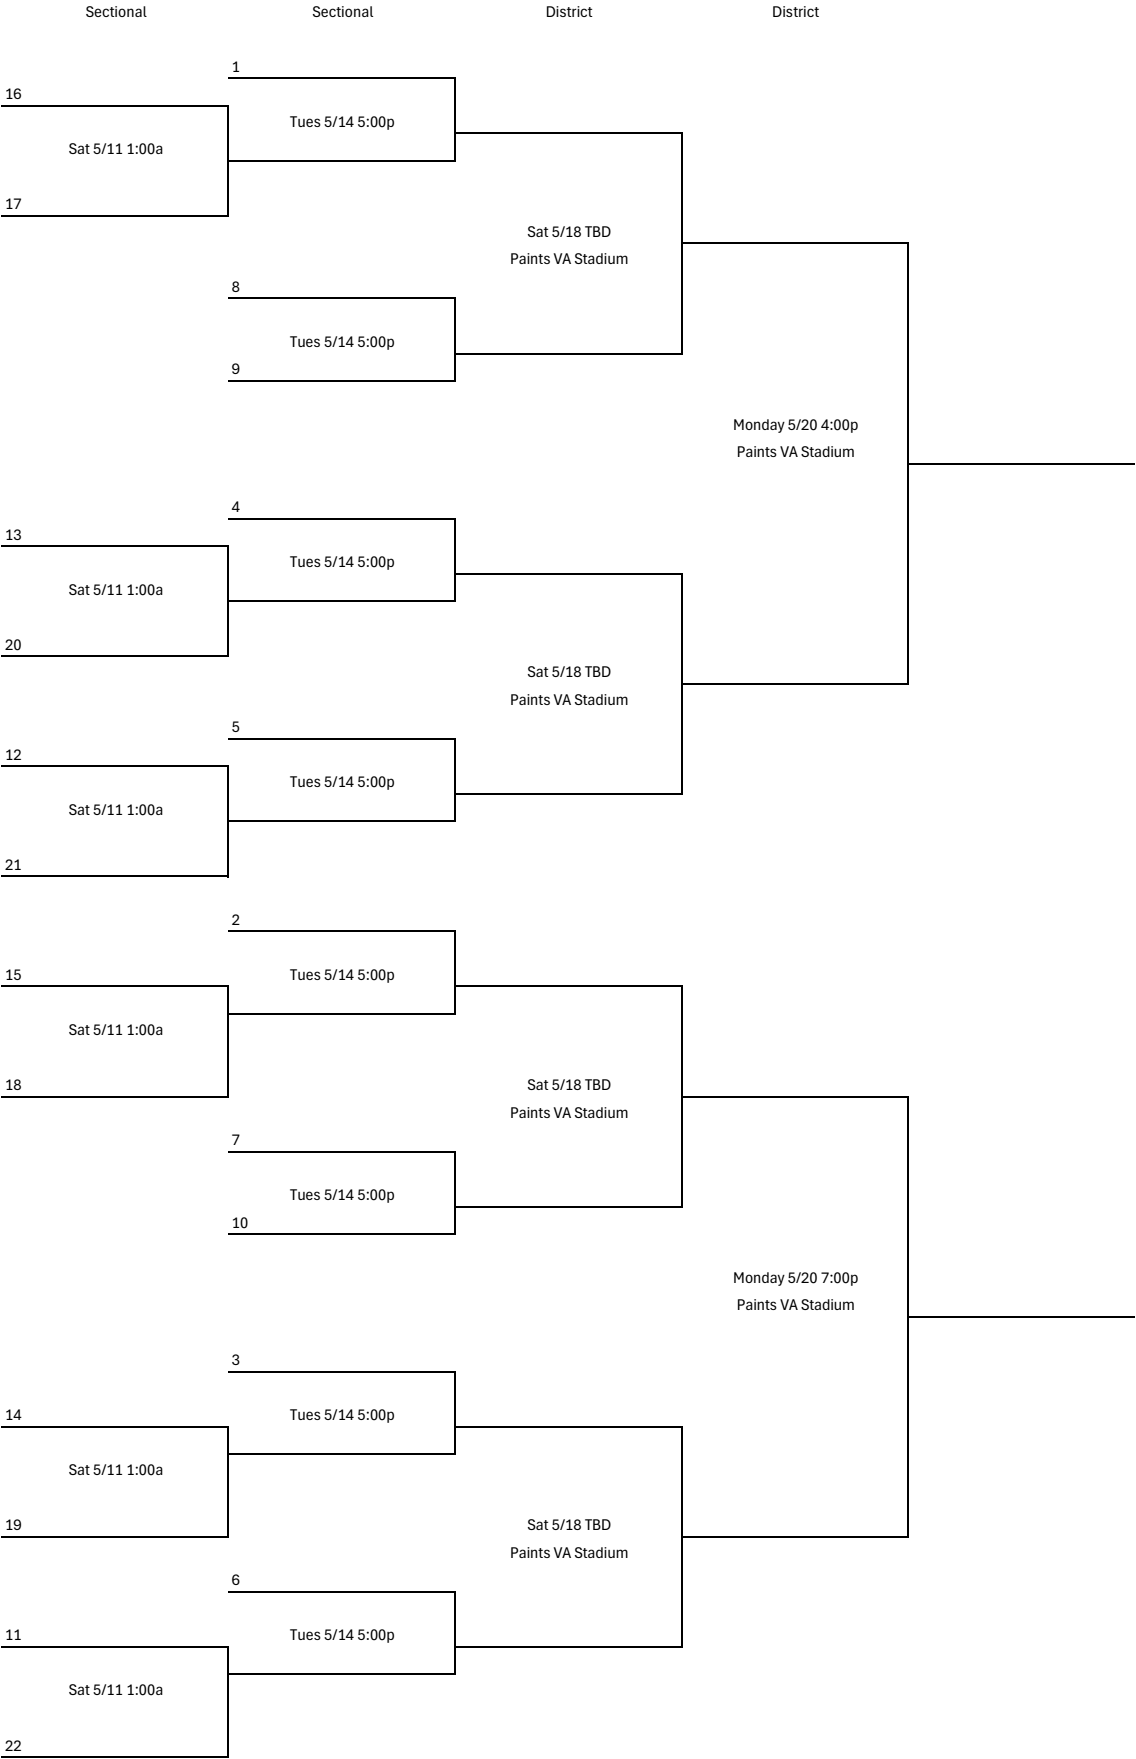 Sectional Sectional District District
1
16
Tues 5/14 5:00p
Sat 5/11 1:00a
17
Sat 5/18 TBD
Paints VA Stadium
8
Tues 5/14 5:00p
9
Monday 5/20 4:00p
Paints VA Stadium
4
13
Tues 5/14 5:00p
Sat 5/11 1:00a
20
Sat 5/18 TBD
Paints VA Stadium
5
12
Tues 5/14 5:00p
Sat 5/11 1:00a
21
2
15
Tues 5/14 5:00p
Sat 5/11 1:00a
18
Sat 5/18 TBD
Paints VA Stadium
7
Tues 5/14 5:00p
10
Monday 5/20 7:00p
Paints VA Stadium
3
14
Tues 5/14 5:00p
Sat 5/11 1:00a
19
Sat 5/18 TBD
Paints VA Stadium
6
11
Tues 5/14 5:00p
Sat 5/11 1:00a
22